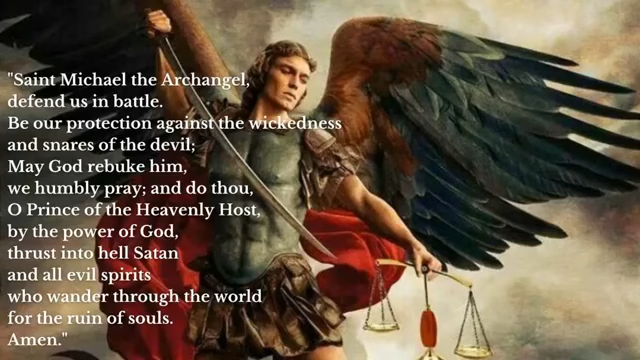 "Saint Michael the Archangel,
defend us in battle.
Be our protection against the wickedness
and snares of the devil;
May God rebuke him,
we humbly pray; and do thou,
O Prince of the Heavenly Host,
by the power of God,
thrust into hell Satan
and all evil spirits
who wander through the world
for the ruin of souls.
Amen."